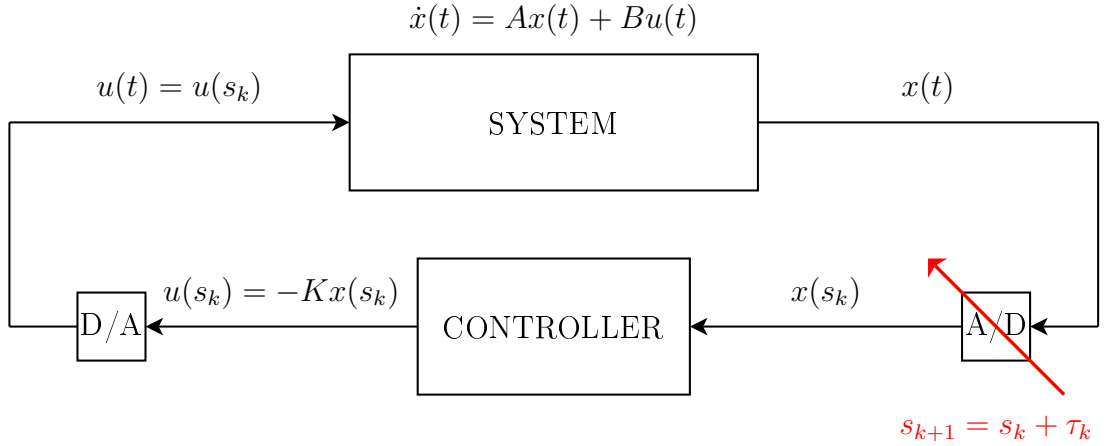 ẋ(t) = Ax(t) + Bu(t)
u(t) = u(s_k)
x(t)
SYSTEM
u(s_k) = −Kx(s_k)
x(s_k)
D/A
CONTROLLER
A/D
s_{k+1} = s_k + τ_k